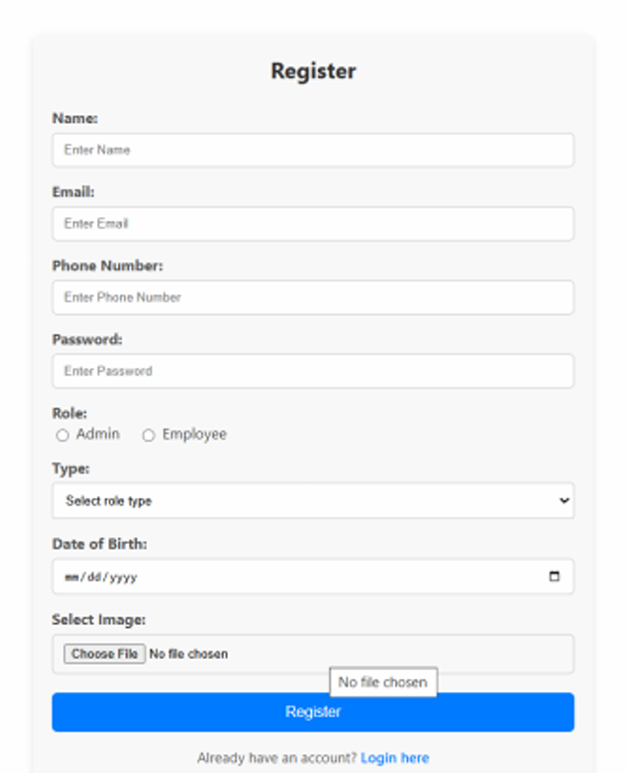 Register
Name:
Enter Name
Email:
Enter Email
Phone Number:
Enter Phone Number
Password:
Enter Password
Role:
Admin Employee
Type:
Select role type
Date of Birth:
mm/dd/yyyy
Select Image:
Choose File No file chosen
No file chosen
Register
Already have an account? Login here